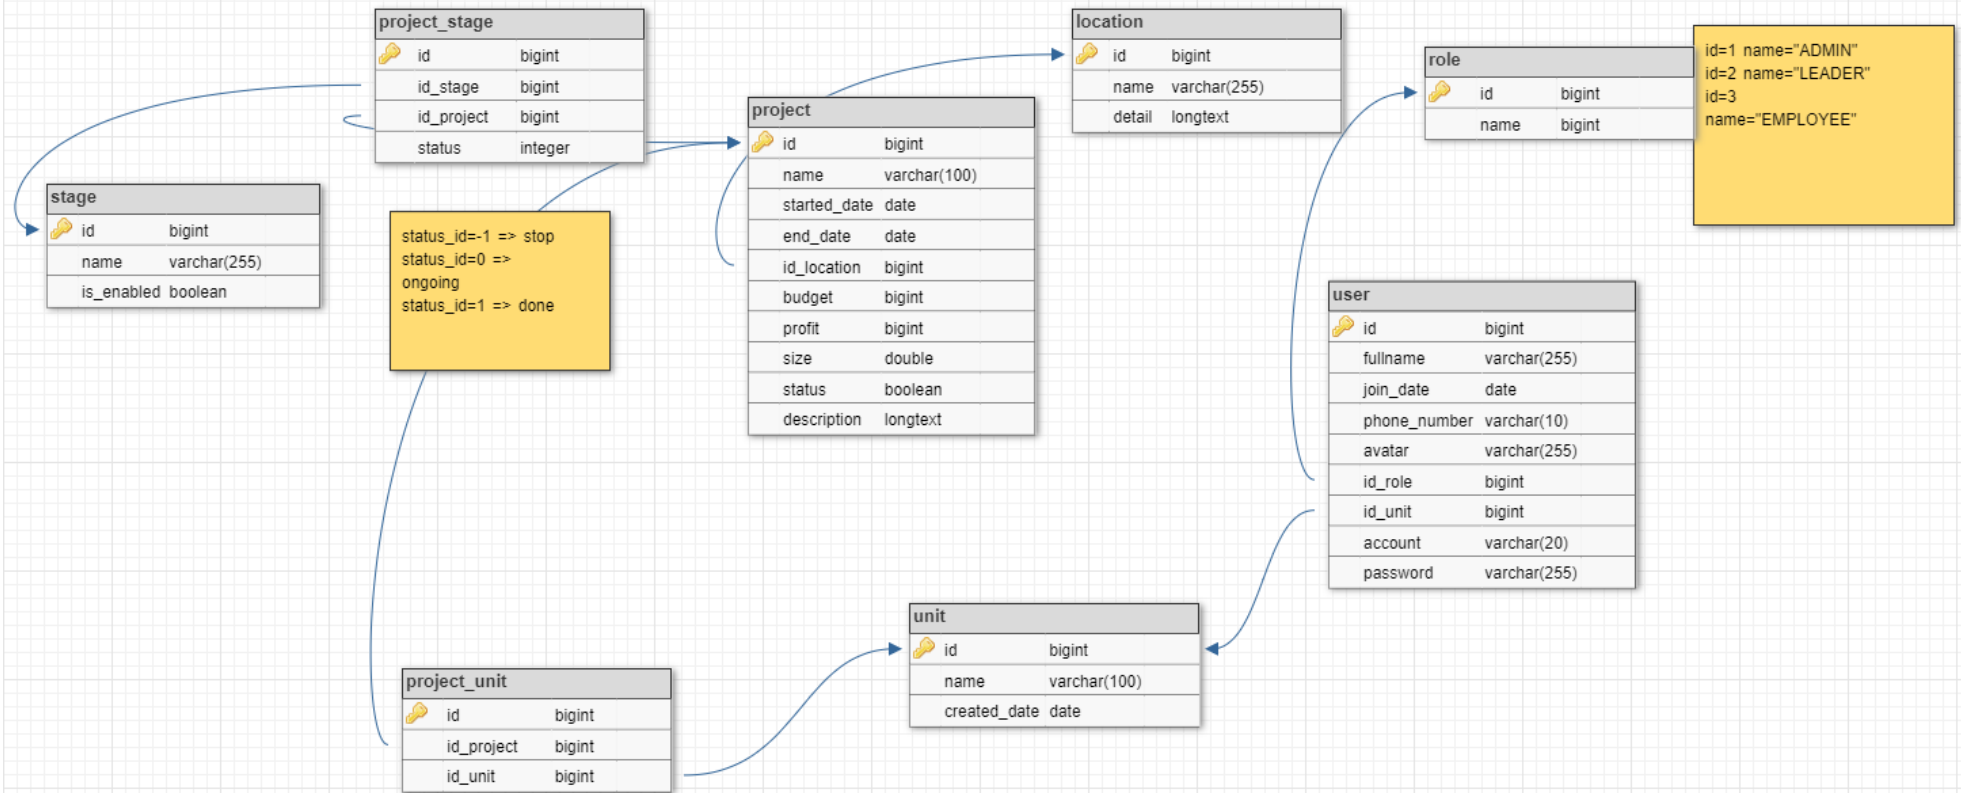 project_stage
id bigint
id_stage bigint
id_project bigint
status integer
location
id bigint
name varchar(255)
detail longtext
role
id bigint
name bigint
id=1 name="ADMIN"
id=2 name="LEADER"
id=3
name="EMPLOYEE"
project
id bigint
name varchar(100)
started_date date
end_date date
id_location bigint
budget bigint
profit bigint
size double
status boolean
description longtext
stage
id bigint
name varchar(255)
is_enabled boolean
status_id=-1 => stop
status_id=0 =>
ongoing
status_id=1 => done
user
id bigint
fullname varchar(255)
join_date date
phone_number varchar(10)
avatar varchar(255)
id_role bigint
id_unit bigint
account varchar(20)
password varchar(255)
unit
id bigint
name varchar(100)
created_date date
project_unit
id bigint
id_project bigint
id_unit bigint